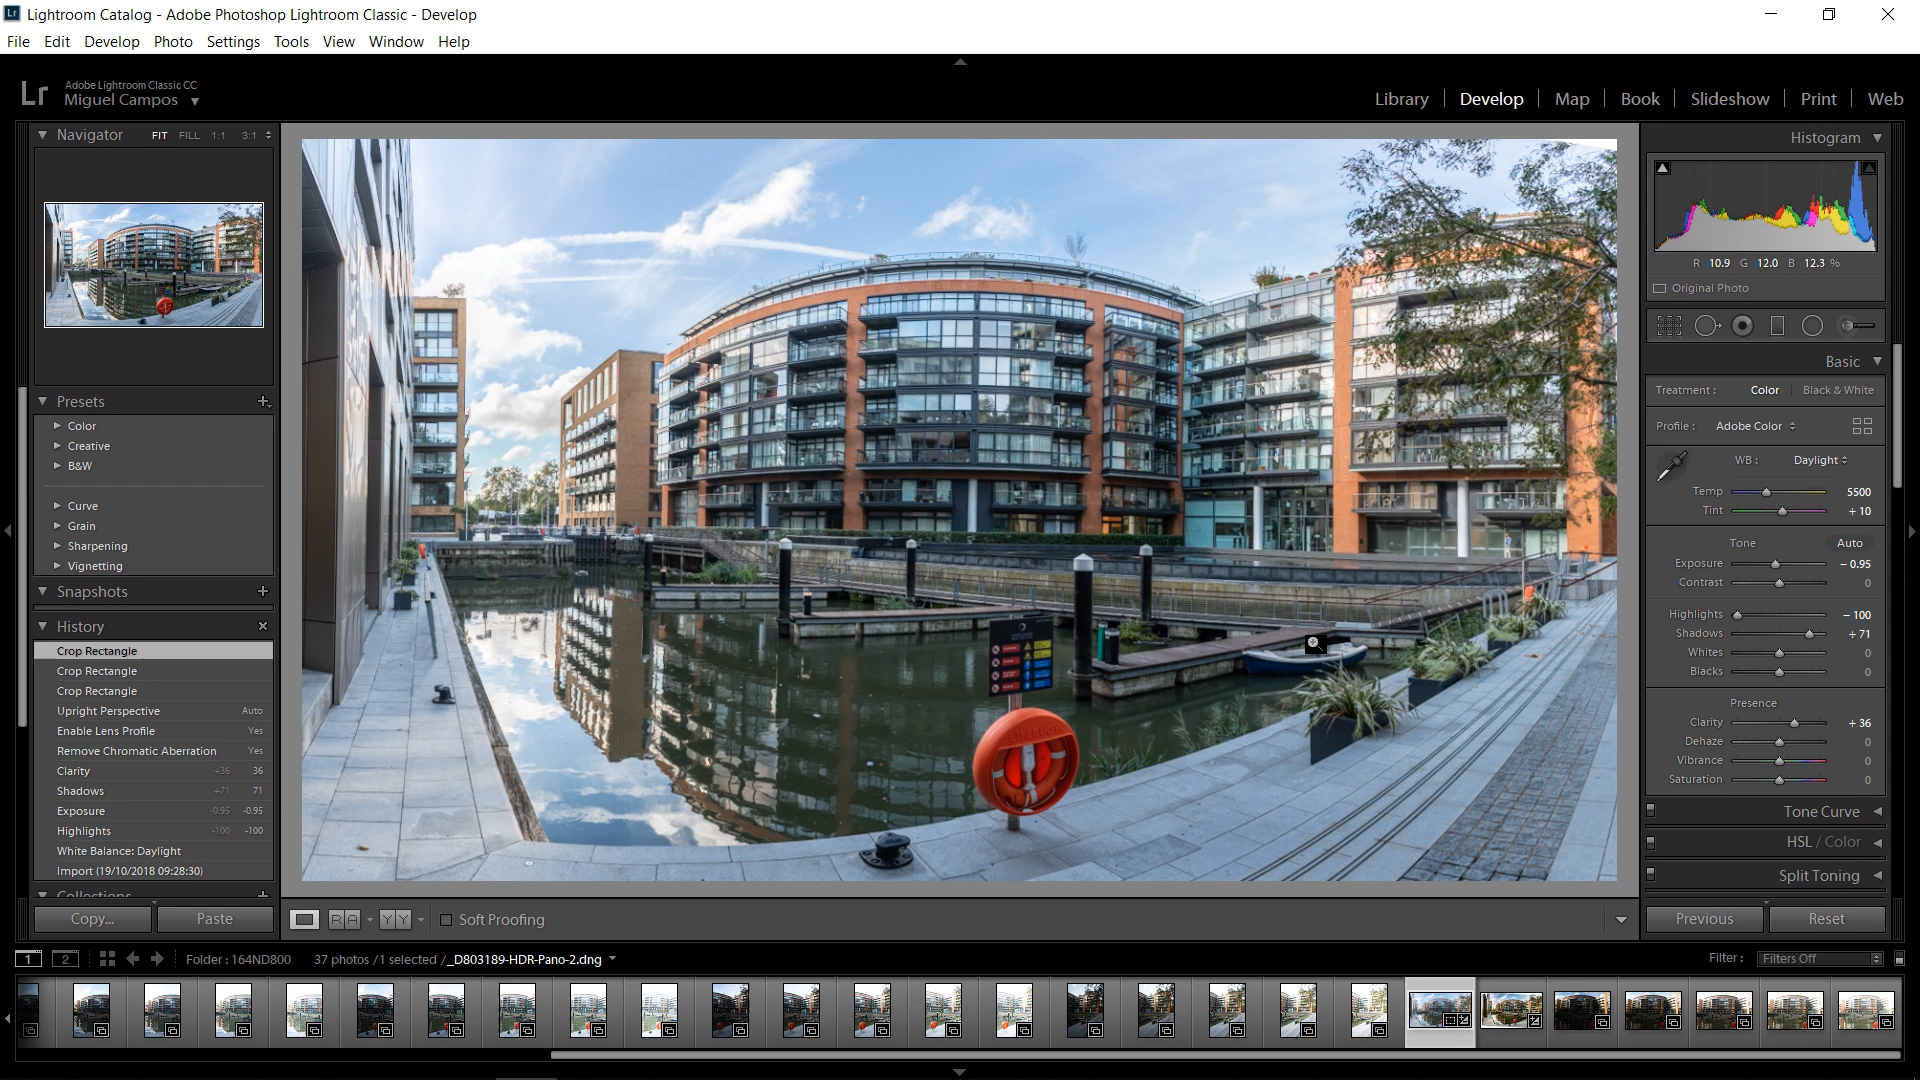 Lightroom Catalog - Adobe Photoshop Lightroom Classic - Develop
File Edit Develop Photo Settings Tools View Window Help
Lr
Adobe Lightroom Classic CC
Miguel Campos
Library Develop Map Book Slideshow Print Web
Navigator FIT FILL 1:1 3:1
Presets
Color
Creative
B&W
Curve
Grain
Sharpening
Vignetting
Snapshots
History
Crop Rectangle
Crop Rectangle
Crop Rectangle
Upright Perspective Auto
Enable Lens Profile Yes
Remove Chromatic Aberration Yes
Clarity +36 36
Shadows +71 71
Exposure -0.95 -0.95
Highlights -100 -100
White Balance: Daylight
Import (19/10/2018 09:28:30)
Collections
Copy... Paste
LIFEBUOY
R A Y Y Soft Proofing
Histogram
R 10.9 G 12.0 B 12.3 %
Original Photo
Basic
Treatment : Color Black & White
Profile : Adobe Color
WB : Daylight
Temp 5500
Tint + 10
Tone Auto
Exposure - 0.95
Contrast 0
Highlights - 100
Shadows + 71
Whites 0
Blacks 0
Presence
Clarity + 36
Dehaze 0
Vibrance 0
Saturation 0
Tone Curve
HSL / Color
Split Toning
Previous Reset
1 2 Folder : 164ND800 37 photos /1 selected /_D803189-HDR-Pano-2.dng Filter : Filters Off